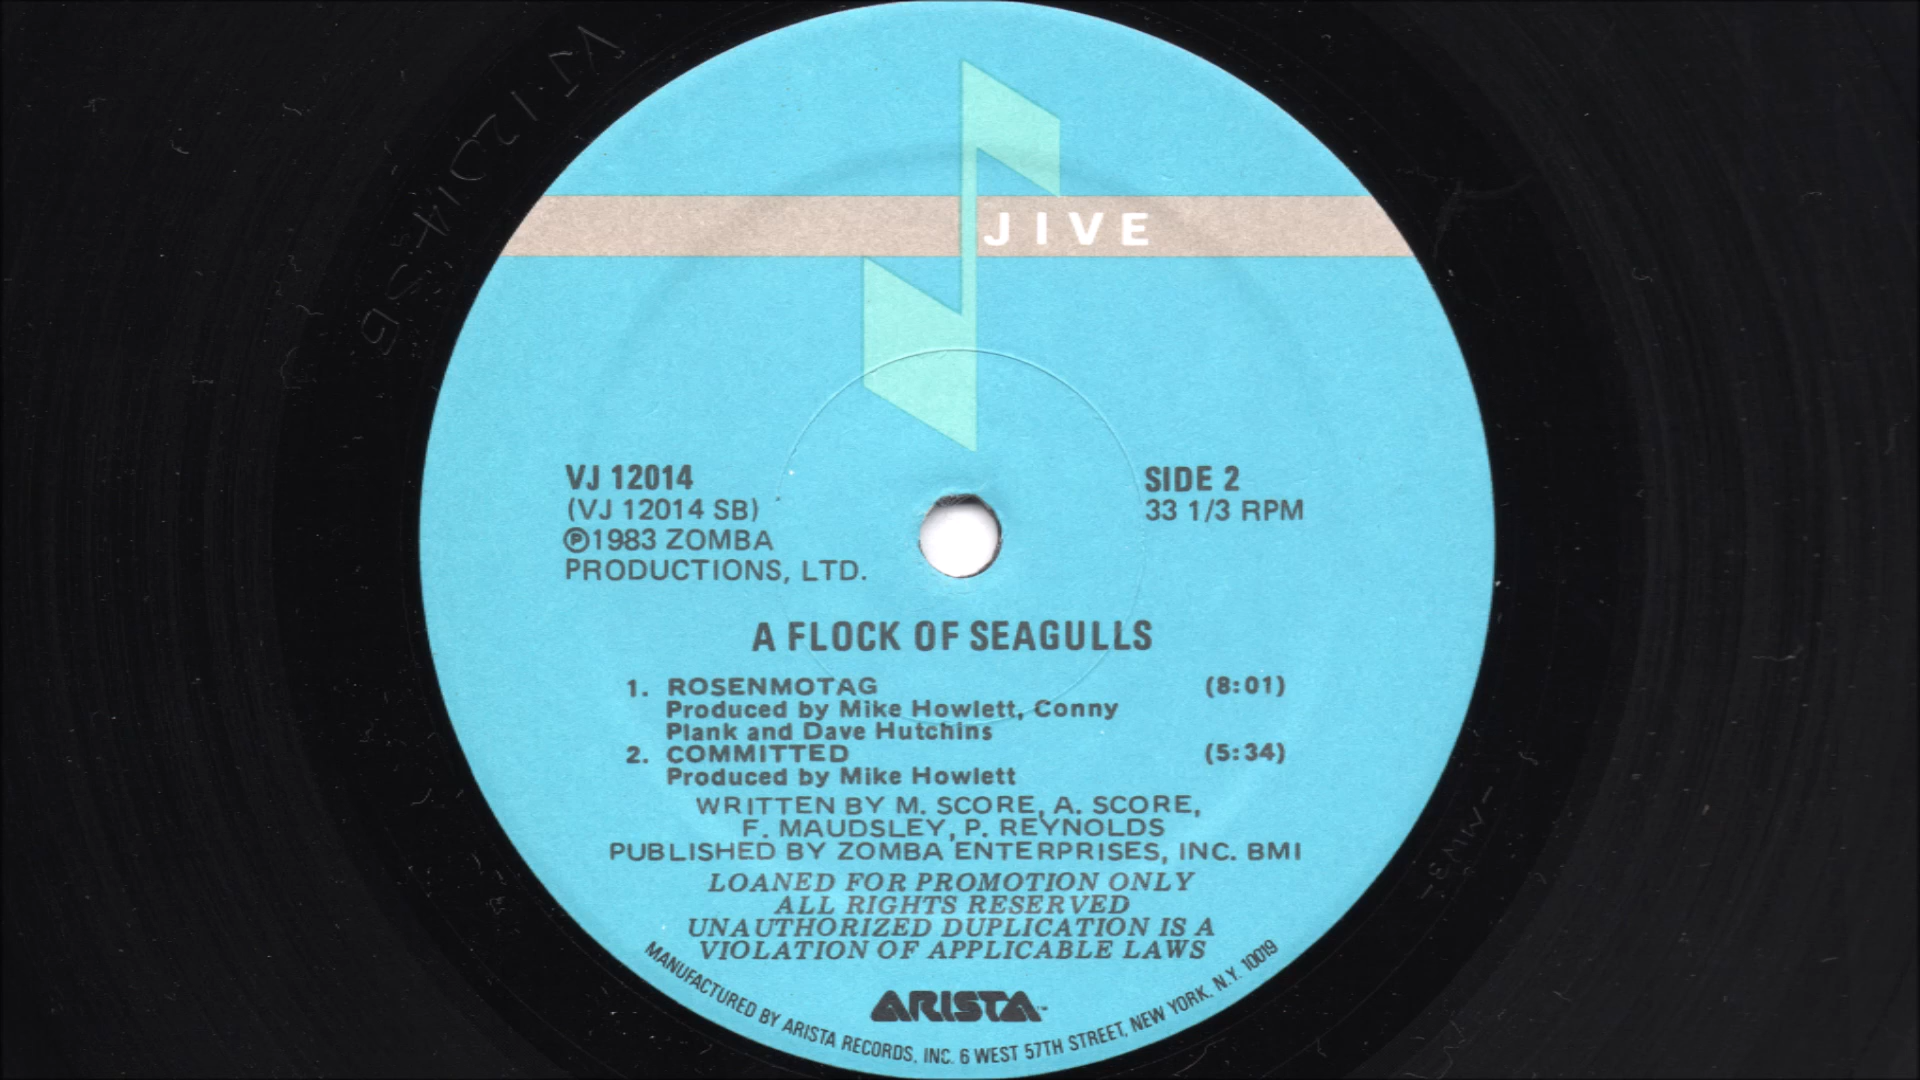 JIVE
VJ 12014
(VJ 12014 SB)
℗1983 ZOMBA
PRODUCTIONS, LTD.
SIDE 2
33 1/3 RPM
A FLOCK OF SEAGULLS
1. ROSENMOTAG (8:01)
Produced by Mike Howlett, Conny
Plank and Dave Hutchins
2. COMMITTED (5:34)
Produced by Mike Howlett
WRITTEN BY M. SCORE, A. SCORE,
F. MAUDSLEY, P. REYNOLDS
PUBLISHED BY ZOMBA ENTERPRISES, INC. BMI
LOANED FOR PROMOTION ONLY
ALL RIGHTS RESERVED
UNAUTHORIZED DUPLICATION IS A
VIOLATION OF APPLICABLE LAWS
ARISTA™
MANUFACTURED BY ARISTA RECORDS, INC. 6 WEST 57TH STREET, NEW YORK, N.Y. 10019
VJ-12014-SB